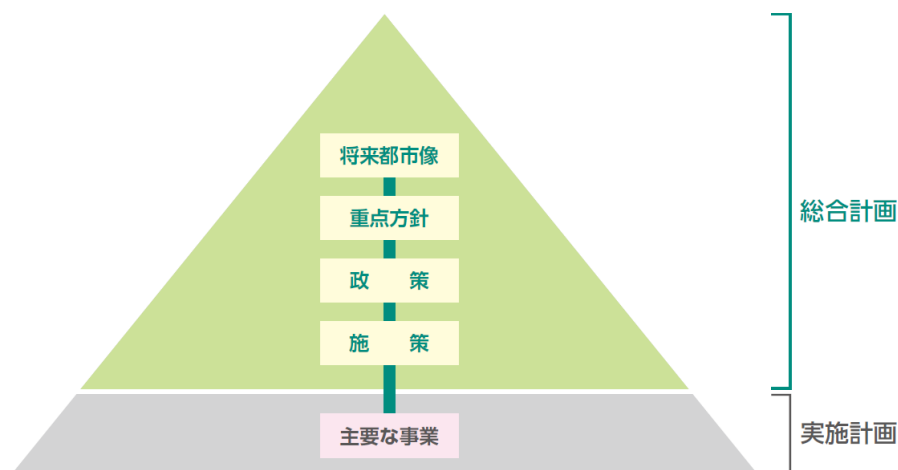 将来都市像
重点方針
政　　策
施　　策
総合計画
主要な事業
実施計画